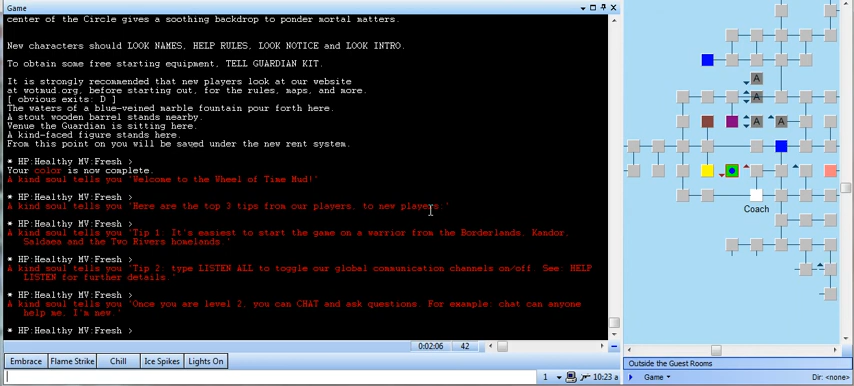 Game
center of the Circle gives a soothing backdrop to ponder mortal matters.
New characters should LOOK NAMES, HELP RULES, LOOK NOTICE and LOOK INTRO.
To obtain some free starting equipment, TELL GUARDIAN KIT.
It is strongly recommended that new players look at our website
at wotmud.org, before starting out, for the rules, maps, and more.
[ obvious exits: D ]
The waters of a blue-veined marble fountain pour forth here.
A stout wooden barrel stands nearby.
Venue the Guardian is sitting here.
A kind-faced figure stands here.
From this point on you will be saved under the new rent system.
* HP:Healthy MV:Fresh >
Your color is now complete.
A kind soul tells you 'Welcome to the Wheel of Time Mud!'
* HP:Healthy MV:Fresh >
A kind soul tells you 'Here are the top 3 tips from our players, to new players '
* HP:Healthy MV:Fresh >
A kind soul tells you 'Tip 1: It's easiest to start the game on a warrior from the Borderlands, Kandor,
Saldaea and the Two Rivers homelands.'
* HP:Healthy MV:Fresh >
A kind soul tells you 'Tip 2: type LISTEN ALL to toggle our global communication channels on/off. See: HELP
LISTEN for further details.'
* HP:Healthy MV:Fresh >
A kind soul tells you 'Once you are level 2, you can CHAT and ask questions. For example: chat can anyone
help me, I'm new.'
* HP:Healthy MV:Fresh >
0:02:06 42
Embrace Flame Strike Chill Ice Spikes Lights On
1 10:23 a
A
A
A A
Coach
Outside the Guest Rooms
Game Dir: <none>